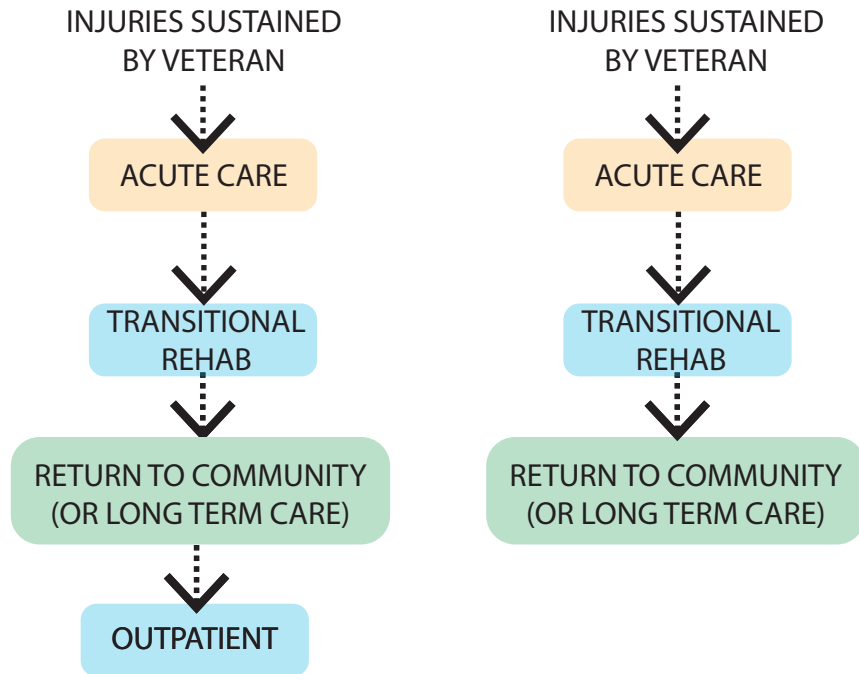 INJURIES SUSTAINED
BY VETERAN
ACUTE CARE
TRANSITIONAL
REHAB
RETURN TO COMMUNITY
(OR LONG TERM CARE)
OUTPATIENT
INJURIES SUSTAINED
BY VETERAN
ACUTE CARE
TRANSITIONAL
REHAB
RETURN TO COMMUNITY
(OR LONG TERM CARE)